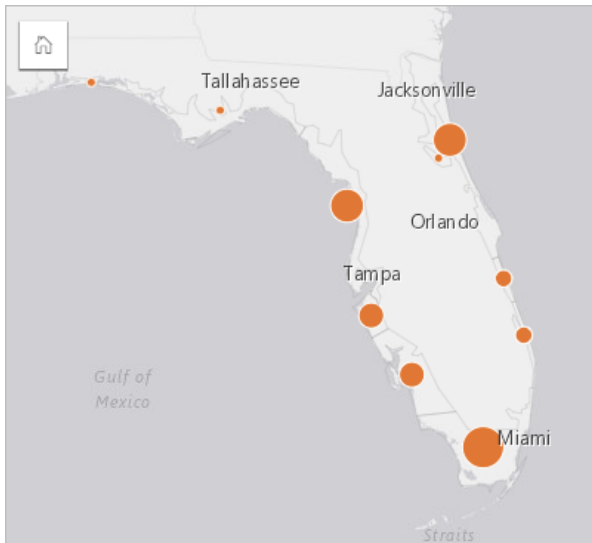 Tallahassee
Jacksonville
Orlando
Tampa
Gulf of
Mexico
Miami
Straits